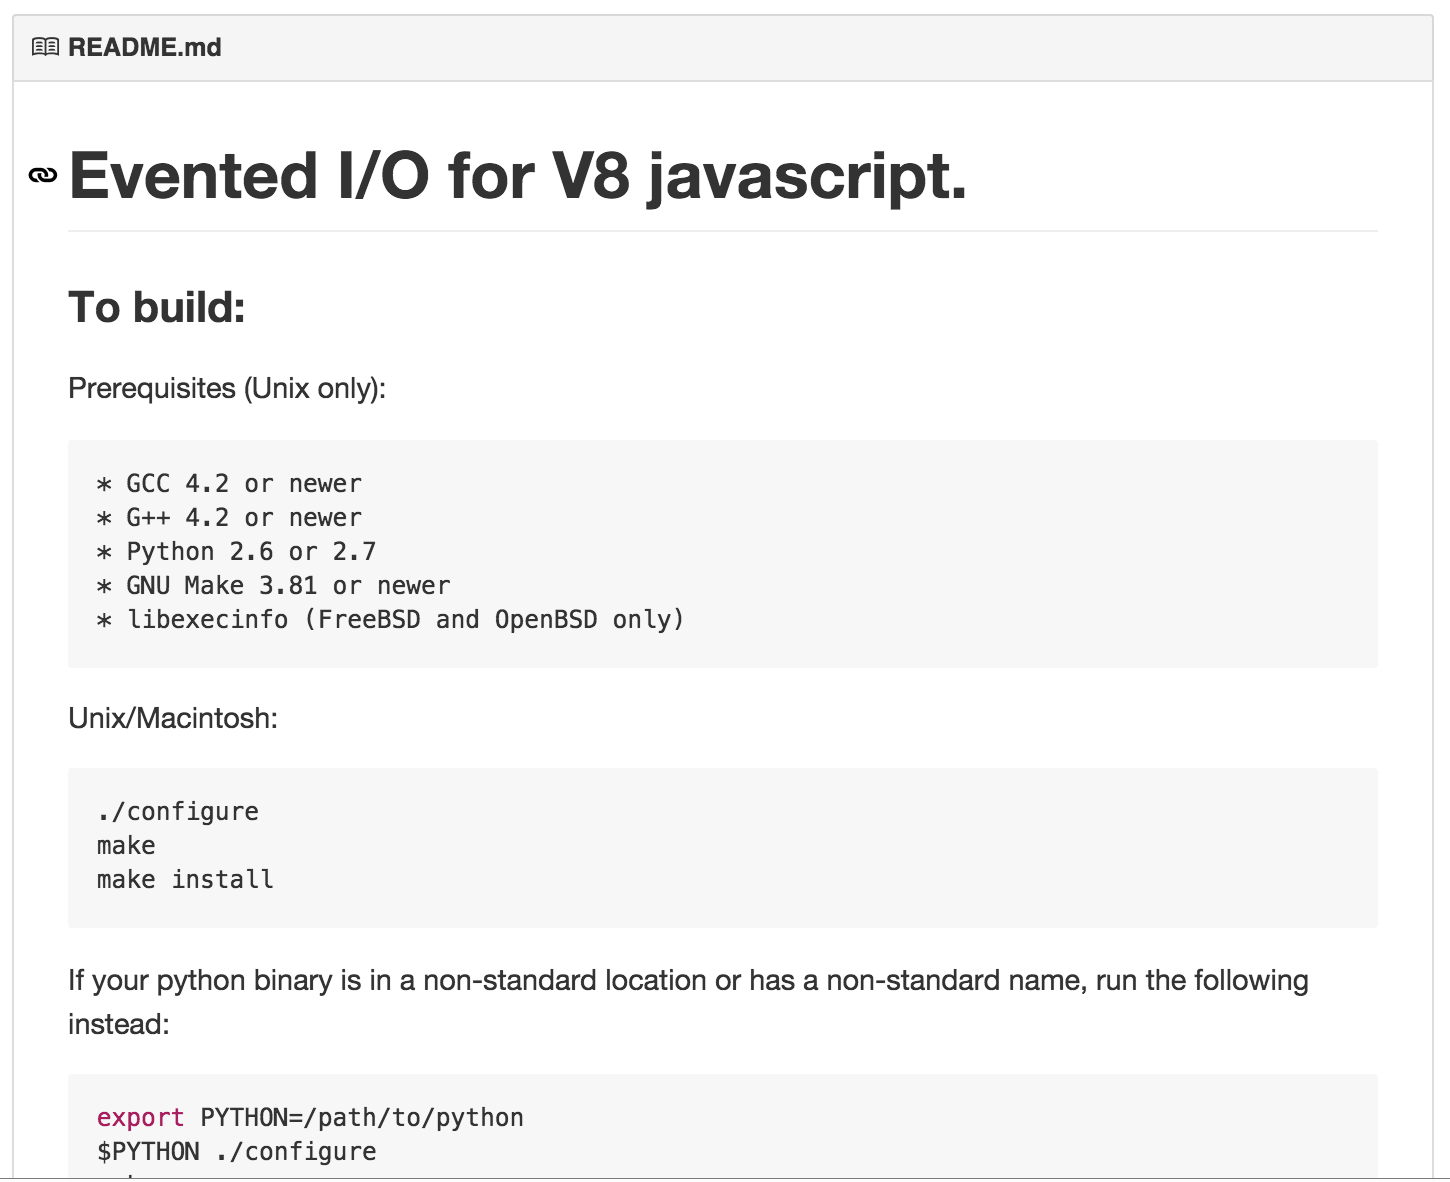 README.md
Evented I/O for V8 javascript.
To build:
Prerequisites (Unix only):
* GCC 4.2 or newer
* G++ 4.2 or newer
* Python 2.6 or 2.7
* GNU Make 3.81 or newer
* libexecinfo (FreeBSD and OpenBSD only)
Unix/Macintosh:
./configure
make
make install
If your python binary is in a non-standard location or has a non-standard name, run the following
instead:
export PYTHON=/path/to/python
$PYTHON ./configure